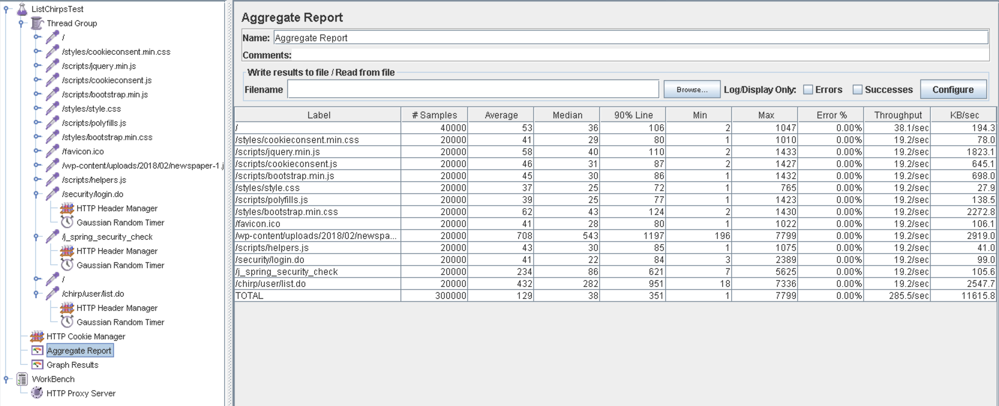 ListChirpsTest
Thread Group
/
/styles/cookieconsent.min.css
/scripts/jquery.min.js
/scripts/cookieconsent.js
/scripts/bootstrap.min.js
/styles/style.css
/scripts/polyfills.js
/styles/bootstrap.min.css
/favicon.ico
/wp-content/uploads/2018/02/newspaper-1.j
/scripts/helpers.js
/security/login.do
HTTP Header Manager
Gaussian Random Timer
/j_spring_security_check
HTTP Header Manager
Gaussian Random Timer
/
/chirp/user/list.do
HTTP Header Manager
Gaussian Random Timer
HTTP Cookie Manager
Aggregate Report
Graph Results
WorkBench
HTTP Proxy Server
Aggregate Report
Name: Aggregate Report
Comments:
Write results to file / Read from file
Filename Browse... Log/Display Only: Errors Successes Configure
Label # Samples Average Median 90% Line Min Max Error % Throughput KB/sec
/ 40000 53 36 106 2 1047 0.00% 38.1/sec 194.3
/styles/cookieconsent.min.css 20000 41 29 80 1 1010 0.00% 19.2/sec 78.0
/scripts/jquery.min.js 20000 58 40 110 2 1433 0.00% 19.2/sec 1823.1
/scripts/cookieconsent.js 20000 46 31 87 2 1427 0.00% 19.2/sec 645.1
/scripts/bootstrap.min.js 20000 45 30 86 1 1432 0.00% 19.2/sec 698.0
/styles/style.css 20000 37 25 72 1 765 0.00% 19.2/sec 27.9
/scripts/polyfills.js 20000 39 25 77 1 1423 0.00% 19.2/sec 138.5
/styles/bootstrap.min.css 20000 62 43 124 2 1430 0.00% 19.2/sec 2272.8
/favicon.ico 20000 41 28 80 1 1022 0.00% 19.2/sec 106.1
/wp-content/uploads/2018/02/newspa... 20000 708 543 1197 196 7799 0.00% 19.2/sec 2919.0
/scripts/helpers.js 20000 43 30 85 1 1075 0.00% 19.2/sec 41.0
/security/login.do 20000 41 22 84 3 2389 0.00% 19.2/sec 99.0
/j_spring_security_check 20000 234 86 621 7 5625 0.00% 19.2/sec 105.6
/chirp/user/list.do 20000 432 282 951 18 7336 0.00% 19.2/sec 2547.7
TOTAL 300000 129 38 351 1 7799 0.00% 285.5/sec 11615.8